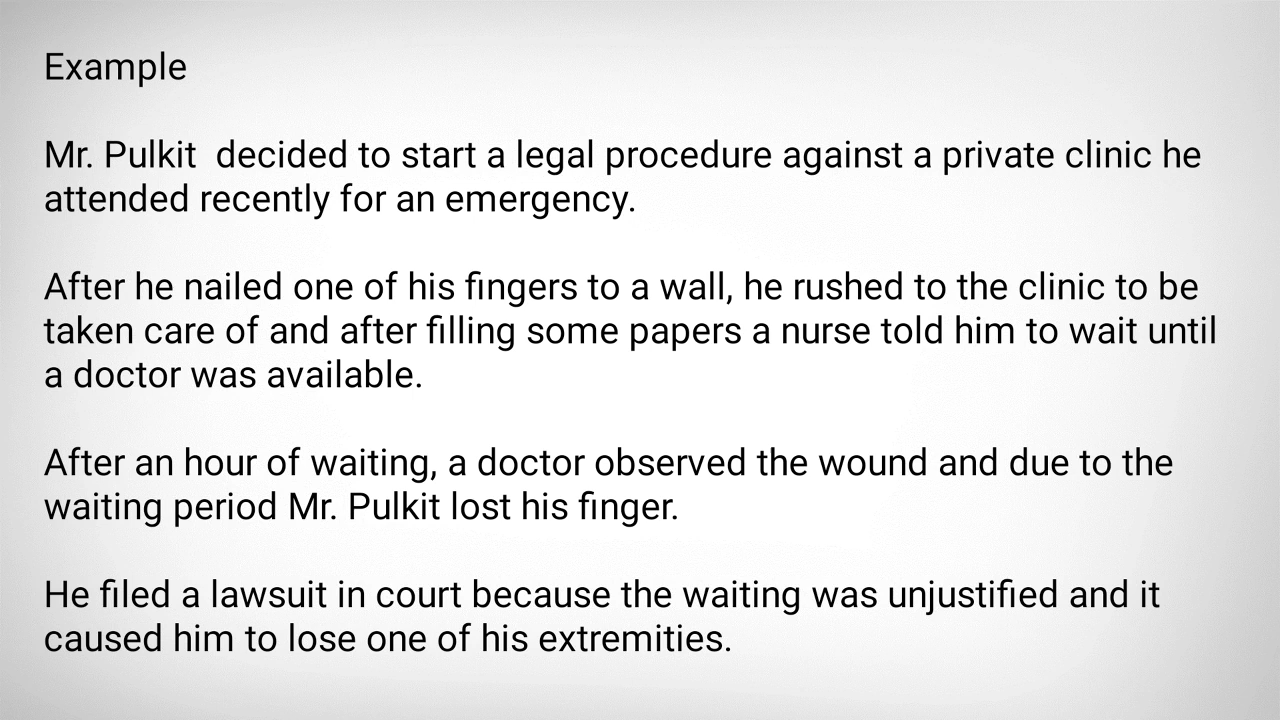 Example
Mr. Pulkit  decided to start a legal procedure against a private clinic he
attended recently for an emergency.
After he nailed one of his fingers to a wall, he rushed to the clinic to be
taken care of and after filling some papers a nurse told him to wait until
a doctor was available.
After an hour of waiting, a doctor observed the wound and due to the
waiting period Mr. Pulkit lost his finger.
He filed a lawsuit in court because the waiting was unjustified and it
caused him to lose one of his extremities.